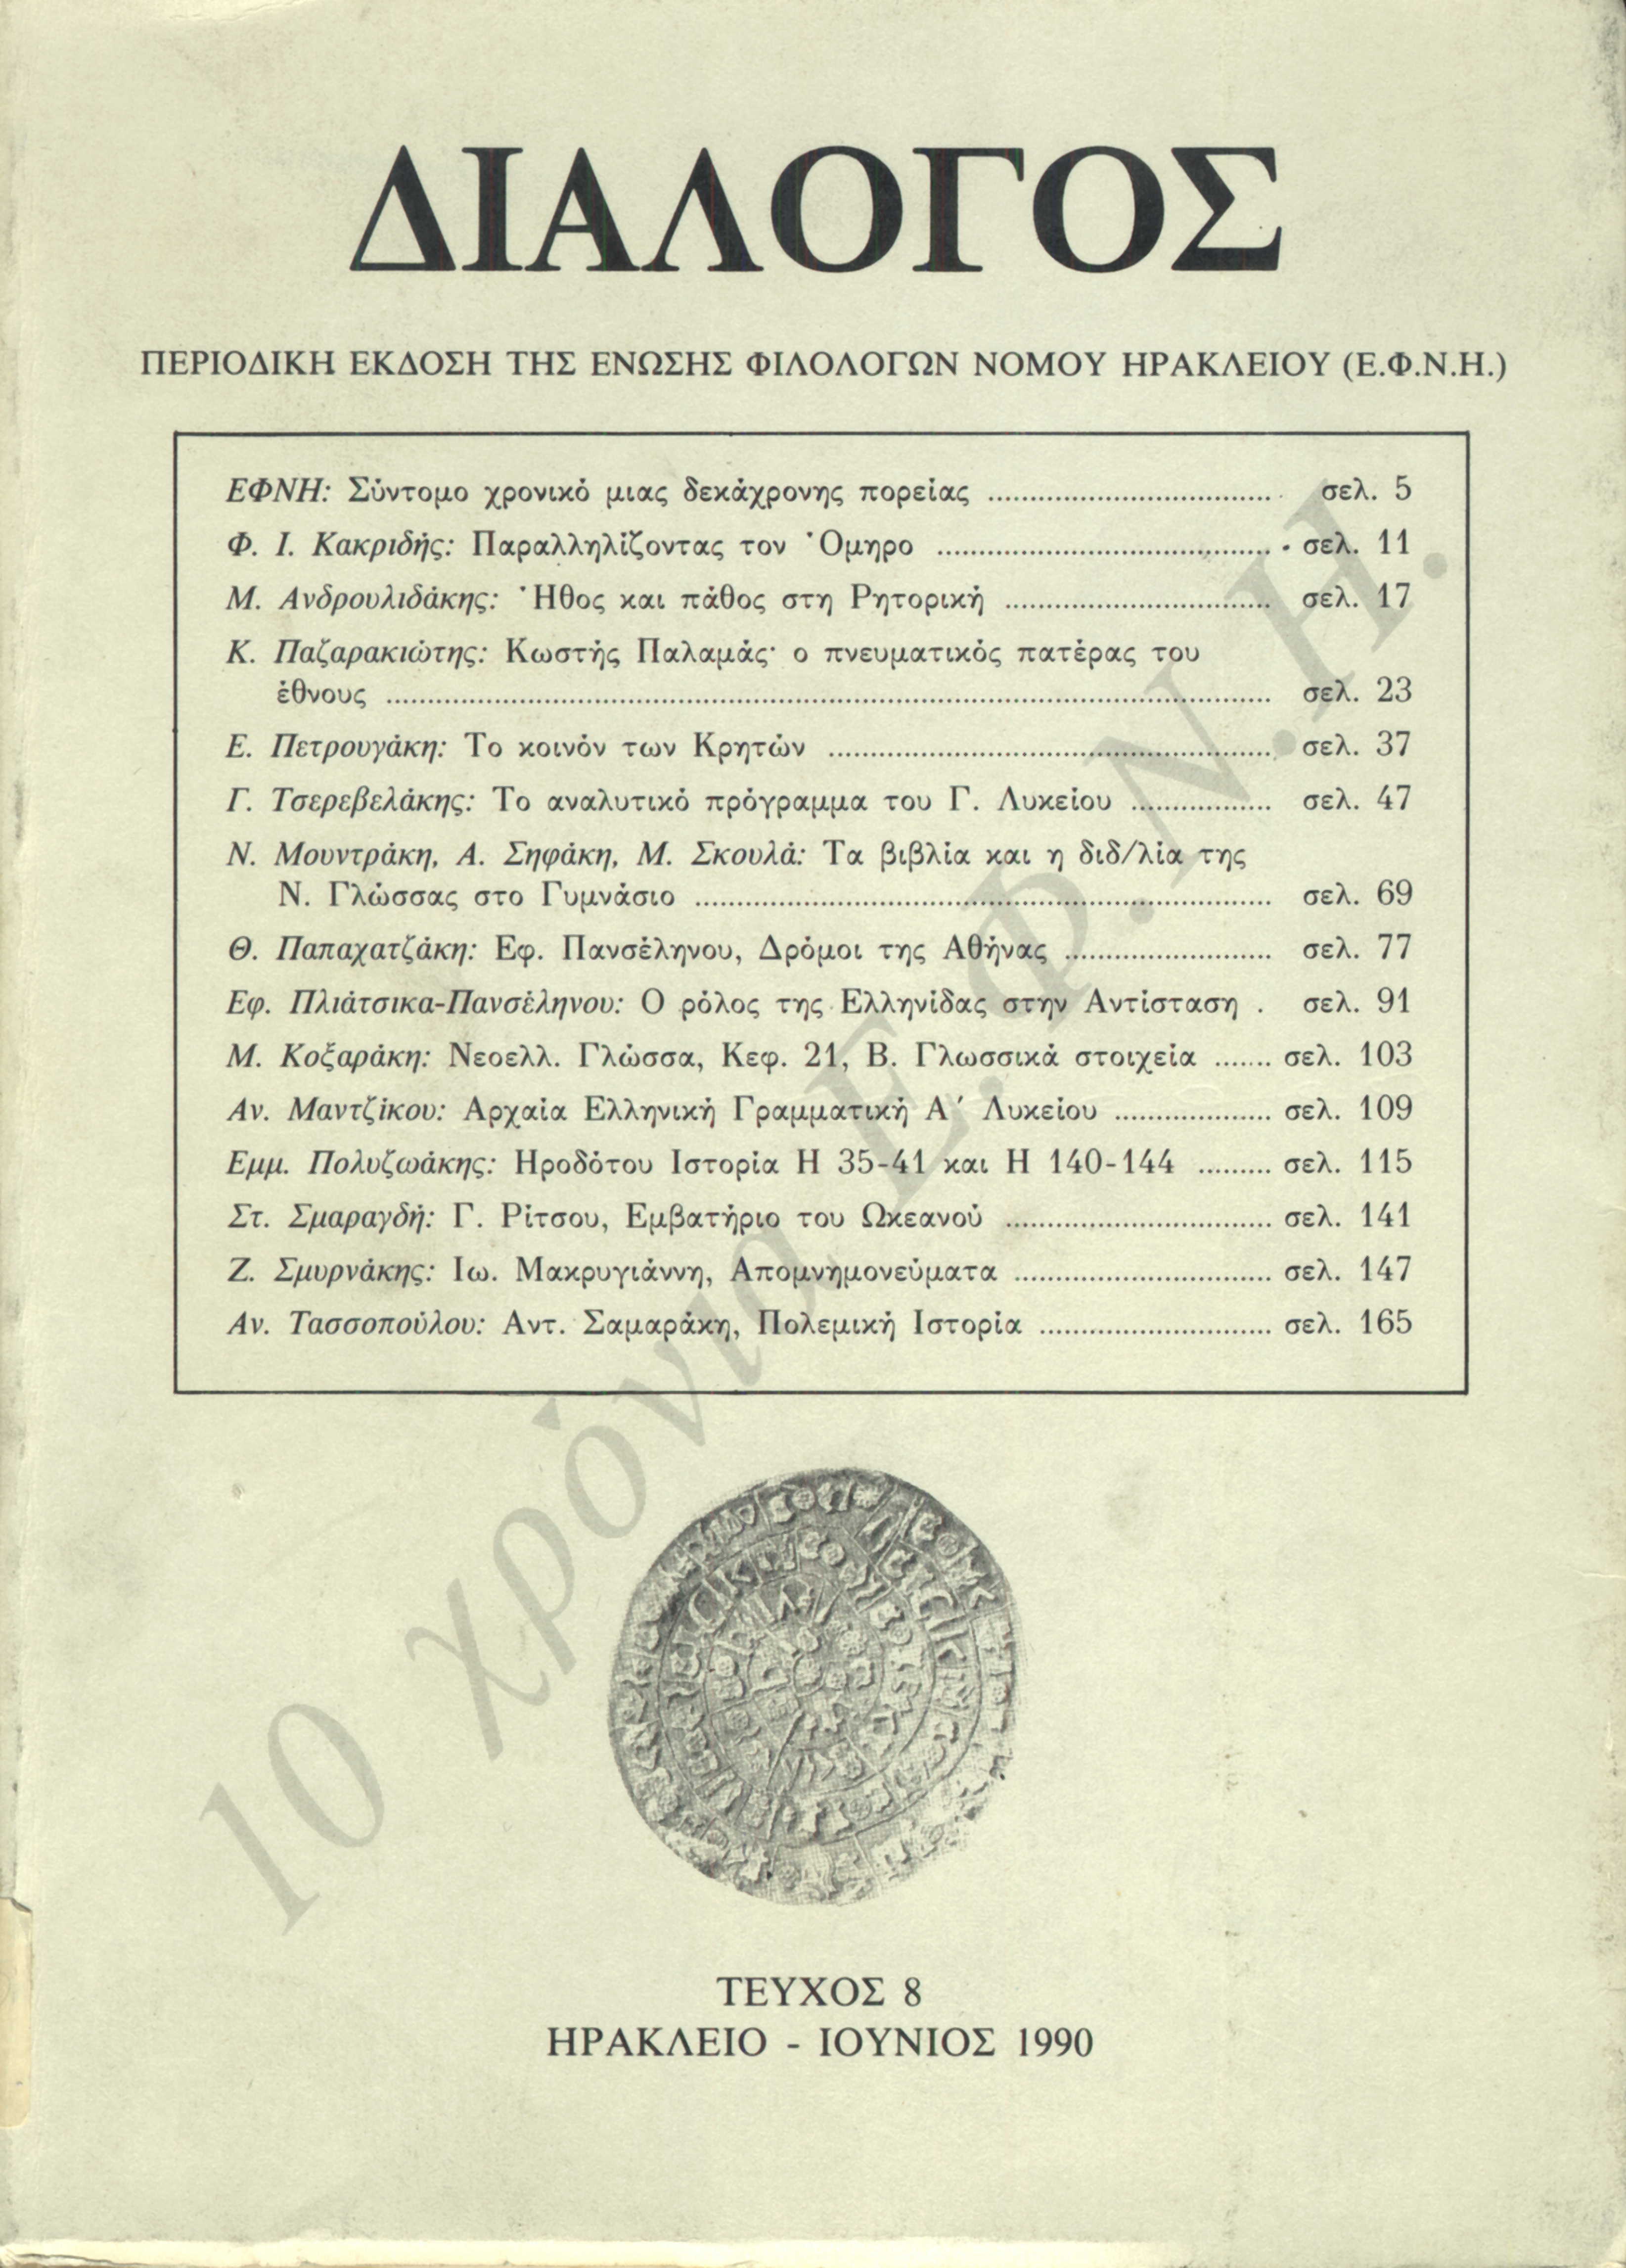 ΔΙΑΛΟΓΟΣ
ΠΕΡΙΟΔΙΚΗ ΕΚΔΟΣΗ ΤΗΣ ΕΝΩΣΗΣ ΦΙΛΟΛΟΓΩΝ ΝΟΜΟΥ ΗΡΑΚΛΕΙΟΥ (Ε.Φ.Ν.Η.)
ΕΦΝΗ: Σύντομο χρονικό μιας δεκάχρονης πορείας .................................. σελ. 5
Φ. Ι. Κακριδής: Παραλληλίζοντας τον Όμηρο ........................................ σελ. 11
Μ. Ανδρουλιδάκης: Ήθος και πάθος στη Ρητορική ................................ σελ. 17
Κ. Παζαρακιώτης: Κωστής Παλαμάς· ο πνευματικός πατέρας του
έθνους .......................................................................................................... σελ. 23
Ε. Πετρουγάκη: Το κοινόν των Κρητών ..................................................... σελ. 37
Γ. Τσερεβελάκης: Το αναλυτικό πρόγραμμα του Γ. Λυκείου ................. σελ. 47
Ν. Μουντράκη, Α. Σηφάκη, Μ. Σκουλά: Τα βιβλία και η διδ/λία της
Ν. Γλώσσας στο Γυμνάσιο ..................................................................... σελ. 69
Θ. Παπαχατζάκη: Εφ. Πανσέληνου, Δρόμοι της Αθήνας ......................... σελ. 77
Εφ. Πλιάτσικα-Πανσέληνου: Ο ρόλος της Ελληνίδας στην Αντίσταση . σελ. 91
Μ. Κοξαράκη: Νεοελλ. Γλώσσα, Κεφ. 21, Β. Γλωσσικά στοιχεία ....... σελ. 103
Αν. Μαντζίκου: Αρχαία Ελληνική Γραμματική Α΄ Λυκείου ................... σελ. 109
Εμμ. Πολυζωάκης: Ηροδότου Ιστορία Η 35-41 και Η 140-144 ......... σελ. 115
Στ. Σμαραγδή: Γ. Ρίτσου, Εμβατήριο του Ωκεανού ................................ σελ. 141
Ζ. Σμυρνάκης: Ιω. Μακρυγιάννη, Απομνημονεύματα ............................... σελ. 147
Αν. Τασσοπούλου: Αντ. Σαμαράκη, Πολεμική Ιστορία ............................ σελ. 165
10 χρόνια Ε.Φ.Ν.Η.
ΤΕΥΧΟΣ 8
ΗΡΑΚΛΕΙΟ - ΙΟΥΝΙΟΣ 1990